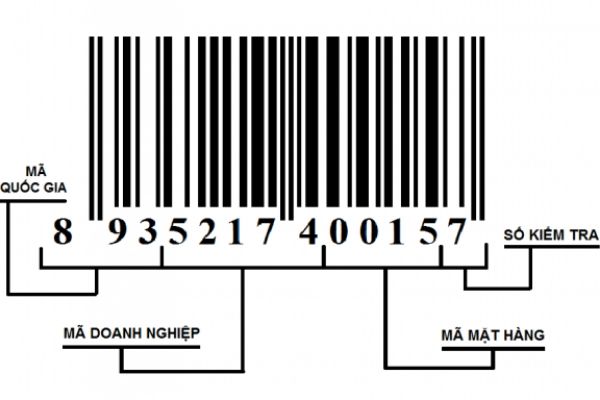 MÃ
QUỐC GIA
8 935217 400157
SỐ KIỂM TRA
MÃ DOANH NGHIỆP
MÃ MẶT HÀNG